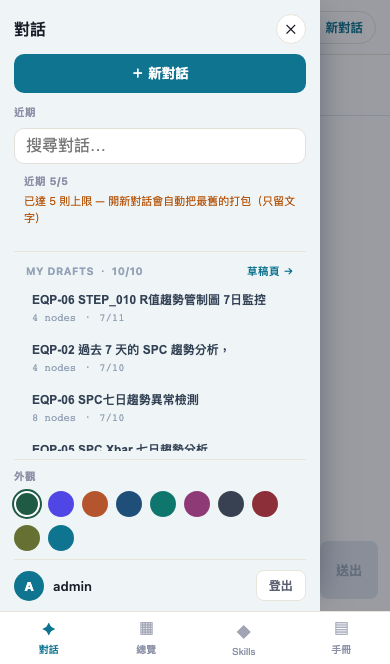 對話
×
新對話
+ 新對話
近期
搜尋對話...
近期 5/5
已達 5 則上限 — 開新對話會自動把最舊的打包（只留文
字）
MY DRAFTS · 10/10
草稿頁 →
EQP-06 STEP_010 R值趨勢管制圖 7日監控
4 nodes · 7/11
EQP-02 過去 7 天的 SPC 趨勢分析，
4 nodes · 7/10
EQP-06 SPC七日趨勢異常檢測
8 nodes · 7/10
EQP-05 SPC Xbar 七日趨勢分析
外觀
送出
A admin
登出
對話
總覽
Skills
手冊